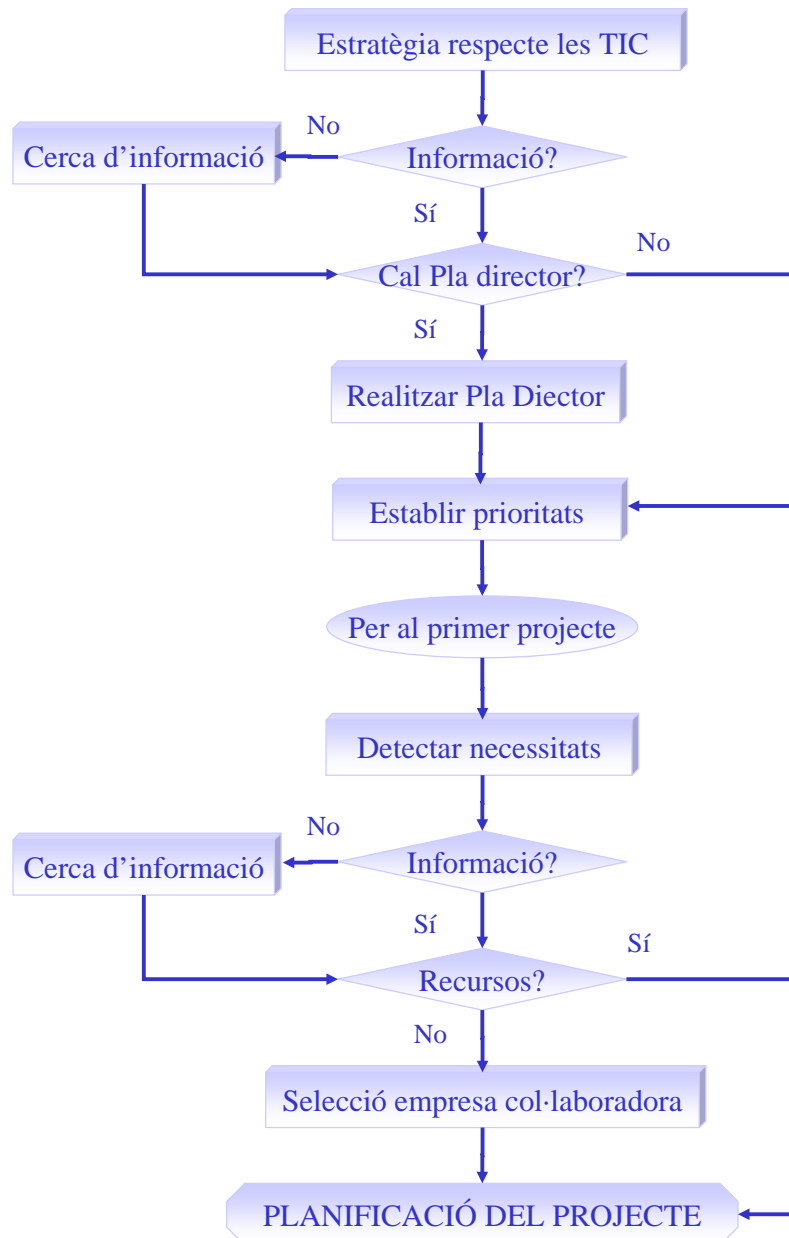 Estratègia respecte les TIC
No
Cerca d’informació
Informació?
Sí
No
Cal Pla director?
Sí
Realitzar Pla Diector
Establir prioritats
Per al primer projecte
Detectar necessitats
No
Cerca d’informació
Informació?
Sí
Sí
Recursos?
No
Selecció empresa col·laboradora
PLANIFICACIÓ DEL PROJECTE